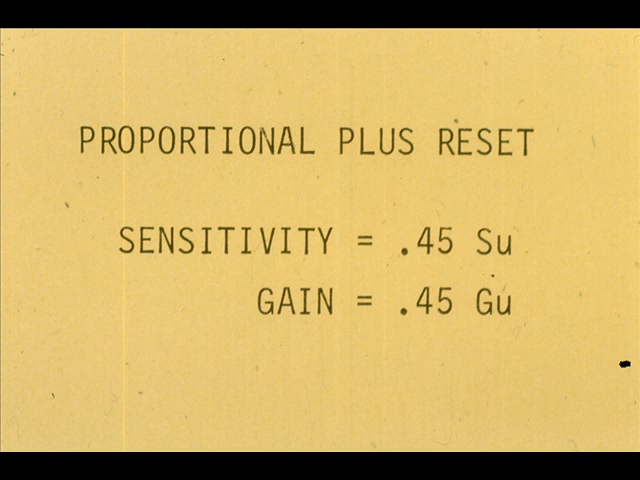 PROPORTIONAL PLUS RESET
SENSITIVITY = .45 Su
GAIN = .45 Gu